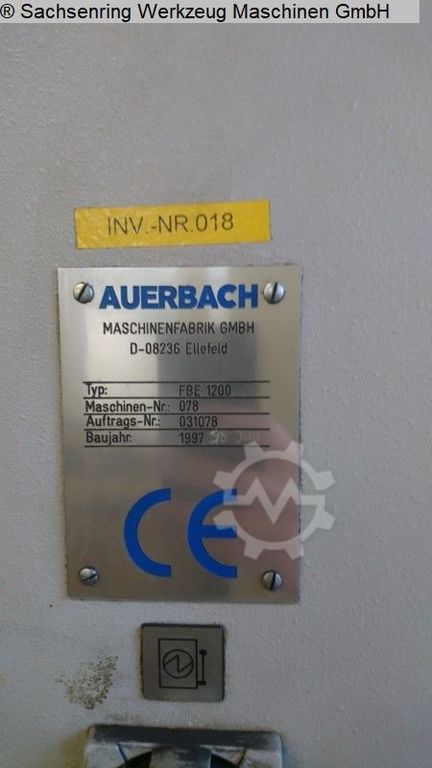 ® Sachsenring Werkzeug Maschinen GmbH
INV.-NR.018
AUERBACH
MASCHINENFABRIK GMBH
D-08236 Ellefeld
Typ: FBE 1200
Maschinen-Nr.: 078
Auftrags-Nr.: 031078
Baujahr: 1997
CE